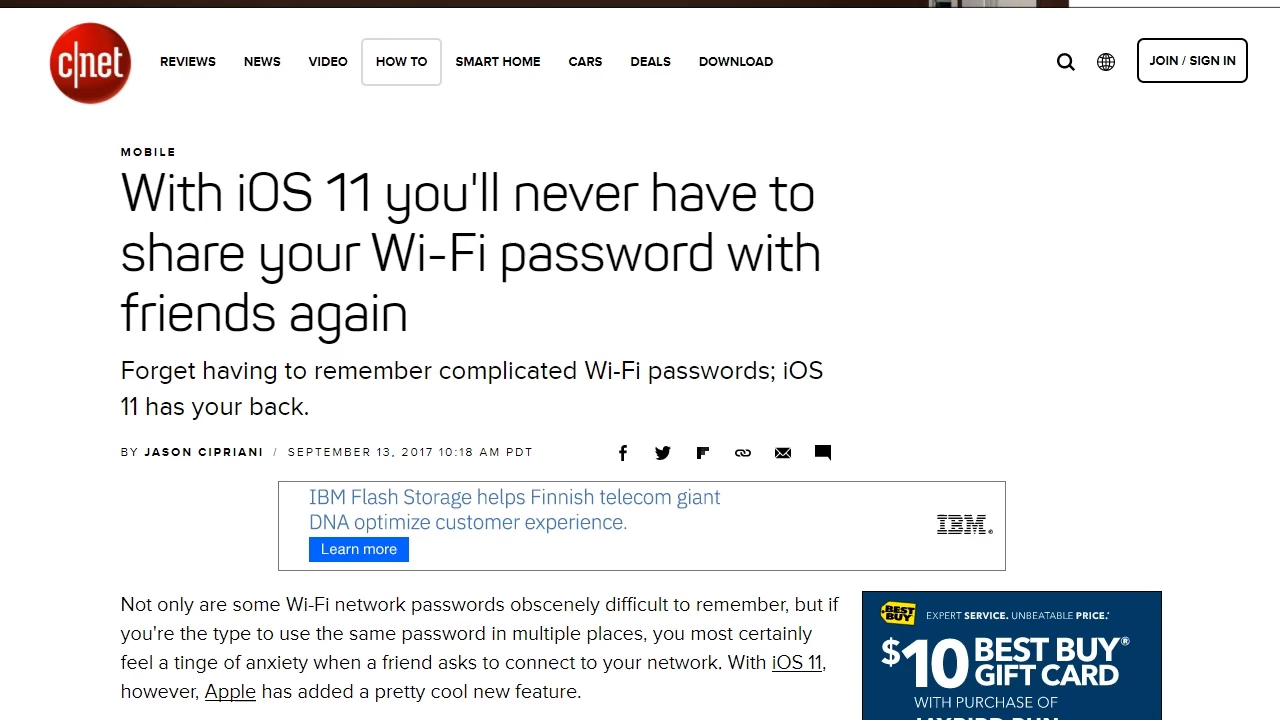 c|net
REVIEWS
NEWS
VIDEO
HOW TO
SMART HOME
CARS
DEALS
DOWNLOAD
JOIN / SIGN IN
MOBILE
With iOS 11 you'll never have to
share your Wi-Fi password with
friends again
Forget having to remember complicated Wi-Fi passwords; iOS
11 has your back.
BY JASON CIPRIANI / SEPTEMBER 13, 2017 10:18 AM PDT
IBM Flash Storage helps Finnish telecom giant
DNA optimize customer experience.
Learn more
IBM®
Not only are some Wi-Fi network passwords obscenely difficult to remember, but if
you're the type to use the same password in multiple places, you most certainly
feel a tinge of anxiety when a friend asks to connect to your network. With iOS 11,
however, Apple has added a pretty cool new feature.
BEST BUY
EXPERT SERVICE. UNBEATABLE PRICE.
$10 BEST BUY®
GIFT CARD
WITH PURCHASE OF
JAYBIRD RUN